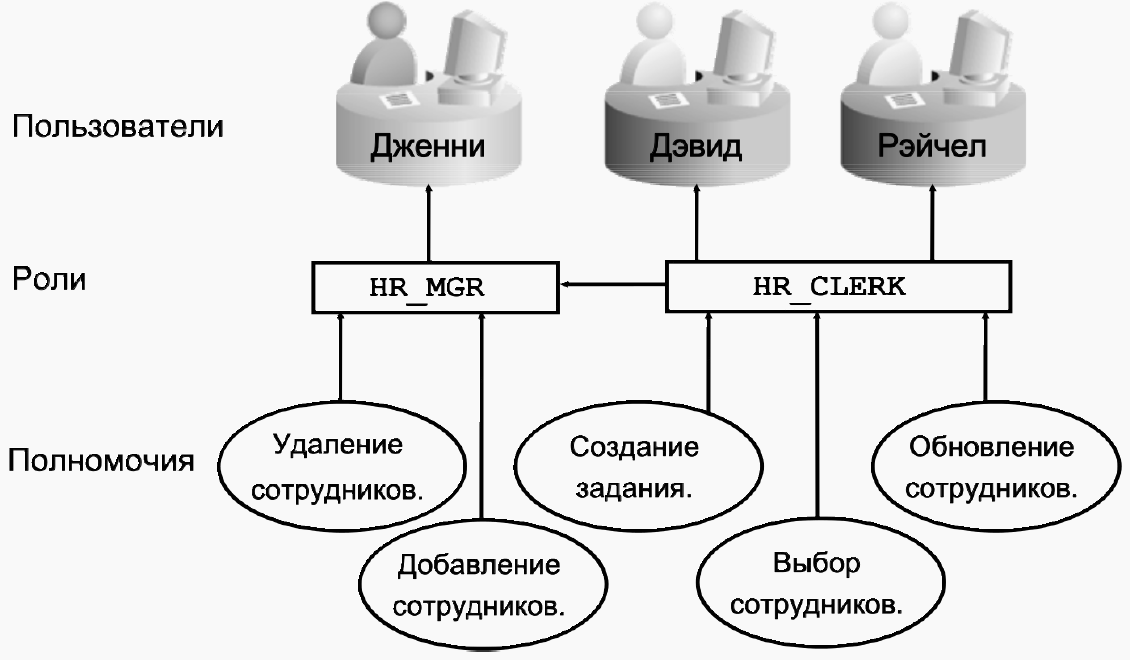 Пользователи
Дженни
Дэвид
Рэйчел
Роли
HR_MGR
HR_CLERK
Полномочия
Удаление
сотрудников.
Создание
задания.
Обновление
сотрудников.
Добавление
сотрудников.
Выбор
сотрудников.